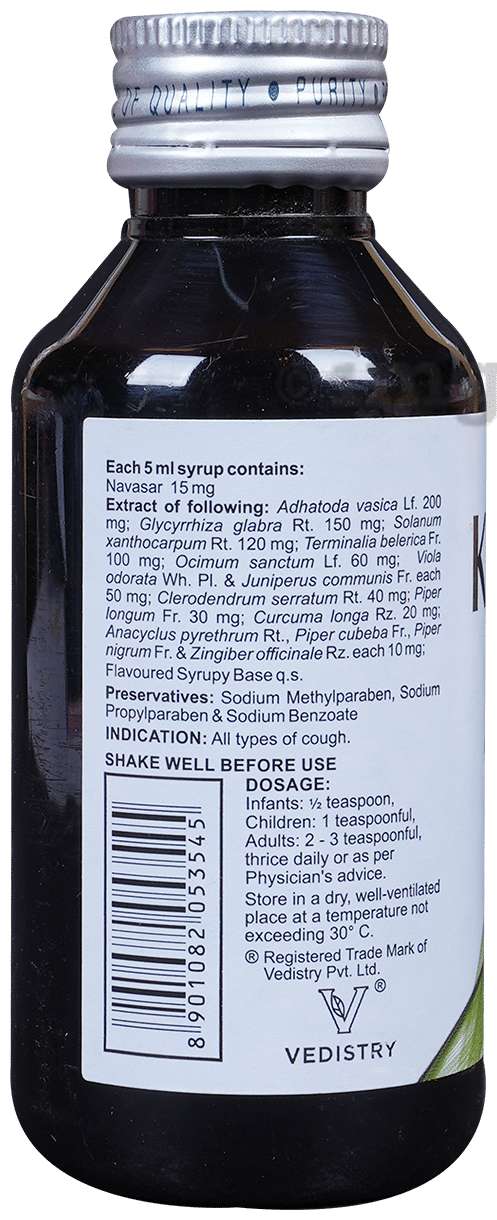 OF QUALITY • PURITY •
Each 5 ml syrup contains:
Navasar 15 mg
Extract of following: Adhatoda vasica Lf. 200
mg; Glycyrrhiza glabra Rt. 150 mg; Solanum
xanthocarpum Rt. 120 mg; Terminalia belerica Fr.
100 mg; Ocimum sanctum Lf. 60 mg; Viola
odorata Wh. Pl. & Juniperus communis Fr. each
50 mg; Clerodendrum serratum Rt. 40 mg; Piper
longum Fr. 30 mg; Curcuma longa Rz. 20 mg;
Anacyclus pyrethrum Rt., Piper cubeba Fr., Piper
nigrum Fr. & Zingiber officinale Rz. each 10 mg;
Flavoured Syrupy Base q.s.
Preservatives: Sodium Methylparaben, Sodium
Propylparaben & Sodium Benzoate
INDICATION: All types of cough.
SHAKE WELL BEFORE USE
DOSAGE:
Infants: ½ teaspoon,
Children: 1 teaspoonful,
Adults: 2 - 3 teaspoonful,
thrice daily or as per
Physician's advice.
Store in a dry, well-ventilated
place at a temperature not
exceeding 30° C.
® Registered Trade Mark of
Vedistry Pvt. Ltd.
®
VEDISTRY
8 901082 053545
K